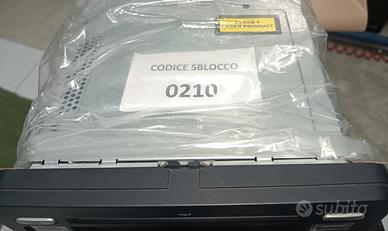 CLASS 1
LASER PRODUCT
CODICE SBLOCCO
0210
subito